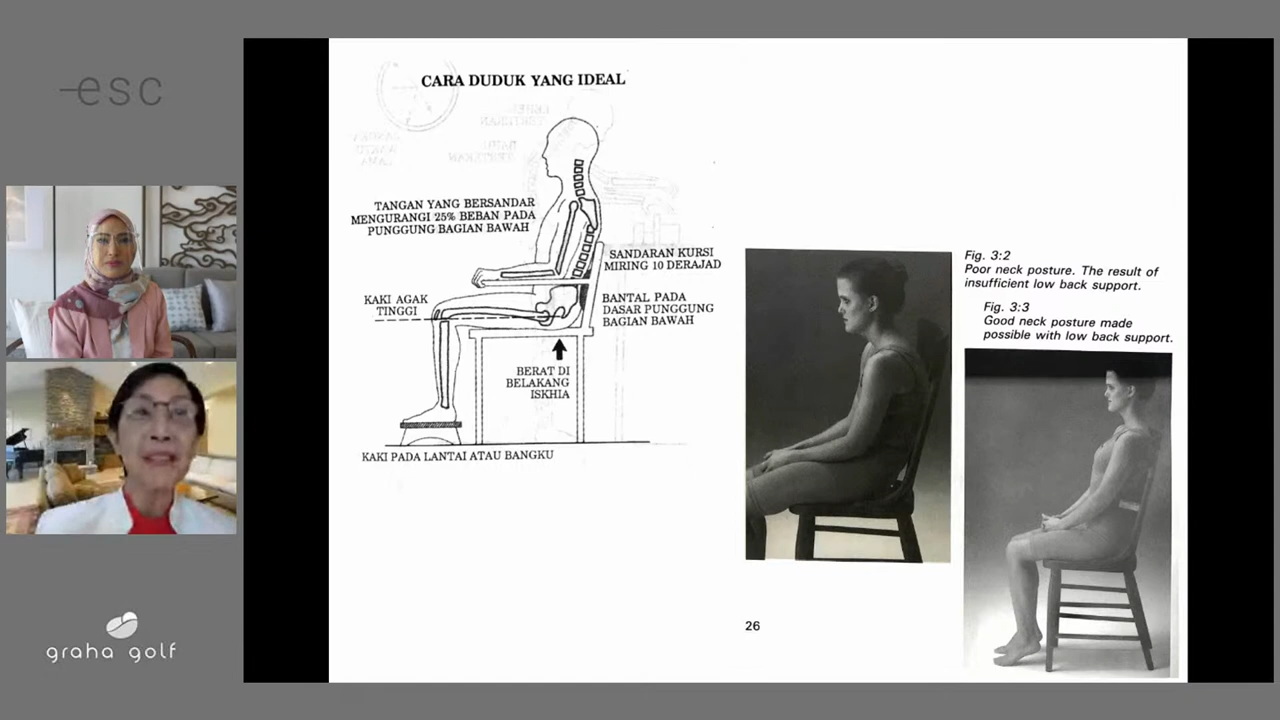 esc
graha golf
CARA DUDUK YANG IDEAL
TANGAN YANG BERSANDAR
MENGURANGI 25% BEBAN PADA
PUNGGUNG BAGIAN BAWAH
SANDARAN KURSI
MIRING 10 DERAJAD
KAKI AGAK
TINGGI
BANTAL PADA
DASAR PUNGGUNG
BAGIAN BAWAH
BERAT DI
BELAKANG
ISKHIA
KAKI PADA LANTAI ATAU BANGKU
Fig. 3:2
Poor neck posture. The result of
insufficient low back support.
Fig. 3:3
Good neck posture made
possible with low back support.
26